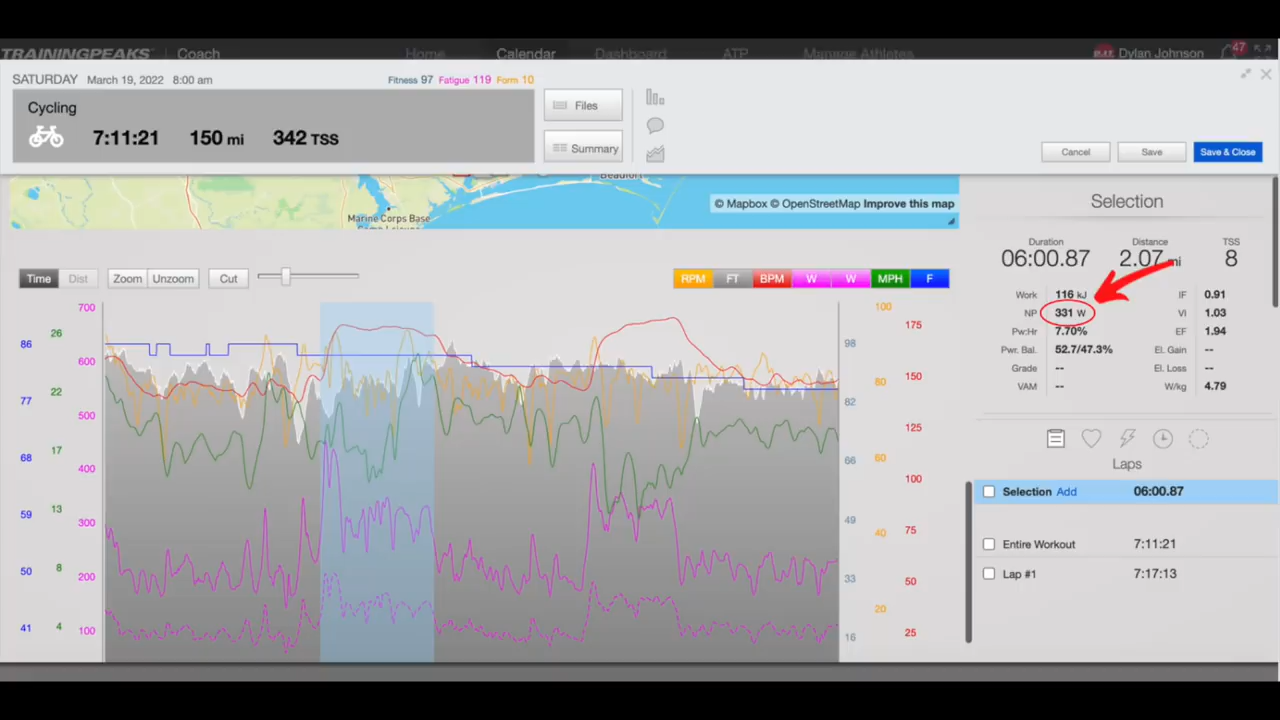 TRAININGPEAKS Coach Home Calendar Dashboard ATP Manage Athletes Dylan Johnson 47
SATURDAY March 19, 2022 8:00 am Fitness 97 Fatigue 119 Form 10
Cycling
7:11:21 150 mi 342 TSS
Files
Summary
Cancel Save Save & Close
Beaufort
Marine Corps Base
Camp Lejeune
© Mapbox © OpenStreetMap Improve this map
Time Dist Zoom Unzoom Cut
RPM FT BPM W W MPH F
700
600
500
400
300
200
100
26
22
17
13
8
4
86
77
68
59
50
41
98
82
66
49
33
16
100
80
60
40
20
175
150
125
100
75
50
25
Selection
Duration Distance TSS
06:00.87 2.07 mi 8
Work 116 kJ IF 0.91
NP 331 W VI 1.03
Pw:Hr 7.70% EF 1.94
Pwr. Bal. 52.7/47.3% El. Gain --
Grade -- El. Loss --
VAM -- W/kg 4.79
Laps
Selection Add 06:00.87
Entire Workout 7:11:21
Lap #1 7:17:13